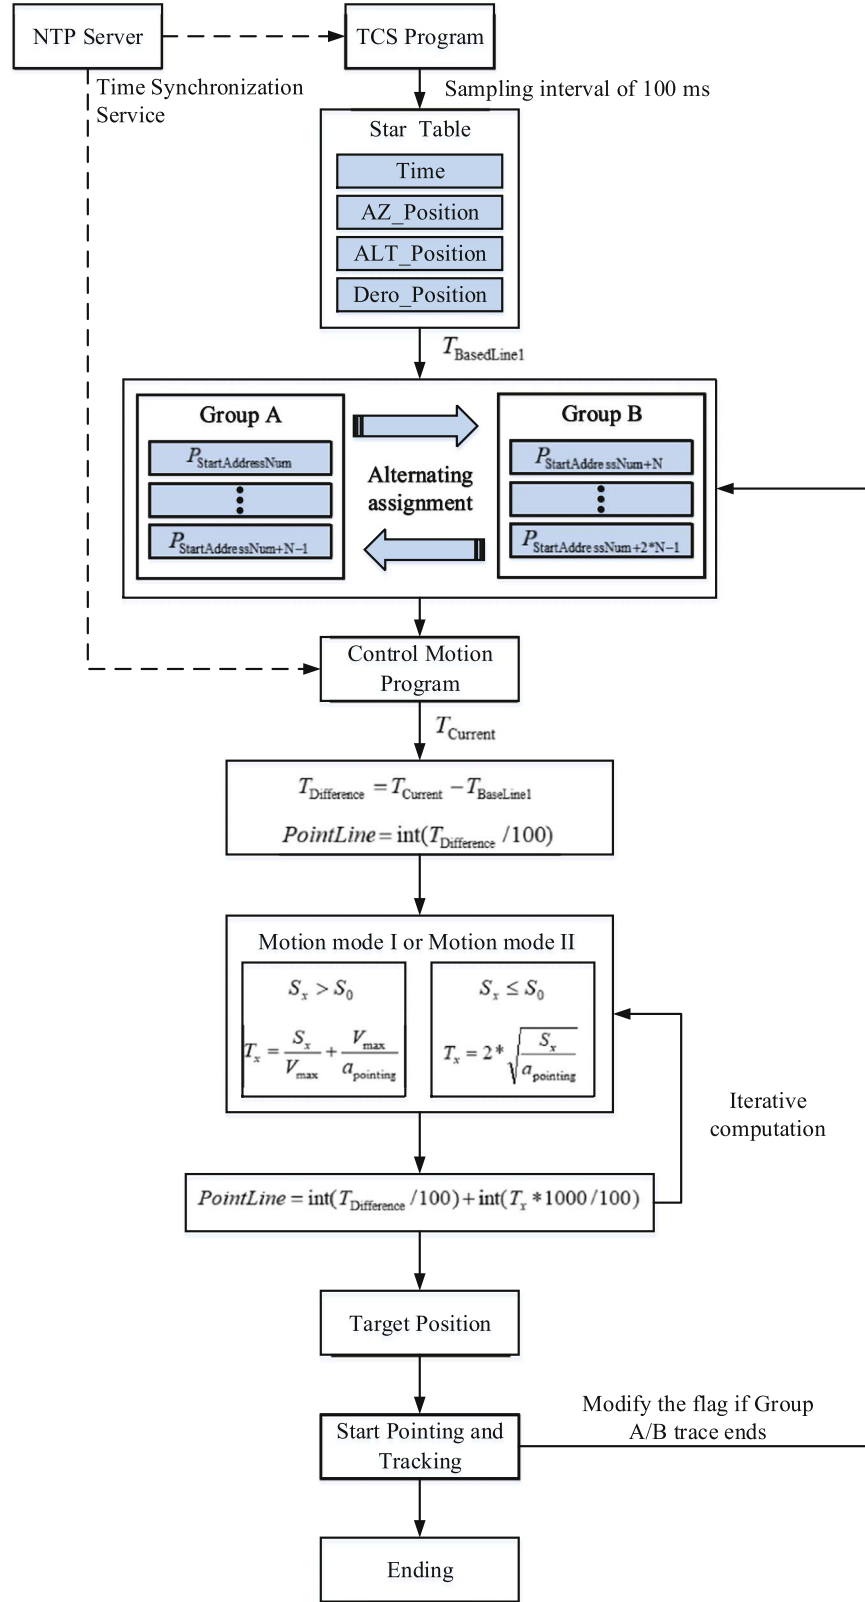 NTP Server
TCS Program
Time Synchronization
Service
Sampling interval of 100 ms
Star Table
Time
AZ_Position
ALT_Position
Dero_Position
T_BasedLine1
Group A
P_StartAddressNum
P_StartAddressNum+N−1
Alternating
assignment
Group B
P_StartAddressNum+N
P_StartAddressNum+2*N−1
Control Motion
Program
T_Current
T_Difference = T_Current − T_BaseLine1
PointLine = int(T_Difference /100)
Motion mode I or Motion mode II
S_x > S_0
T_x = S_x/V_max + V_max/a_pointing
S_x ≤ S_0
T_x = 2* √(S_x/a_pointing)
Iterative
computation
PointLine = int(T_Difference /100) + int(T_x *1000/100)
Target Position
Start Pointing and
Tracking
Modify the flag if Group
A/B trace ends
Ending